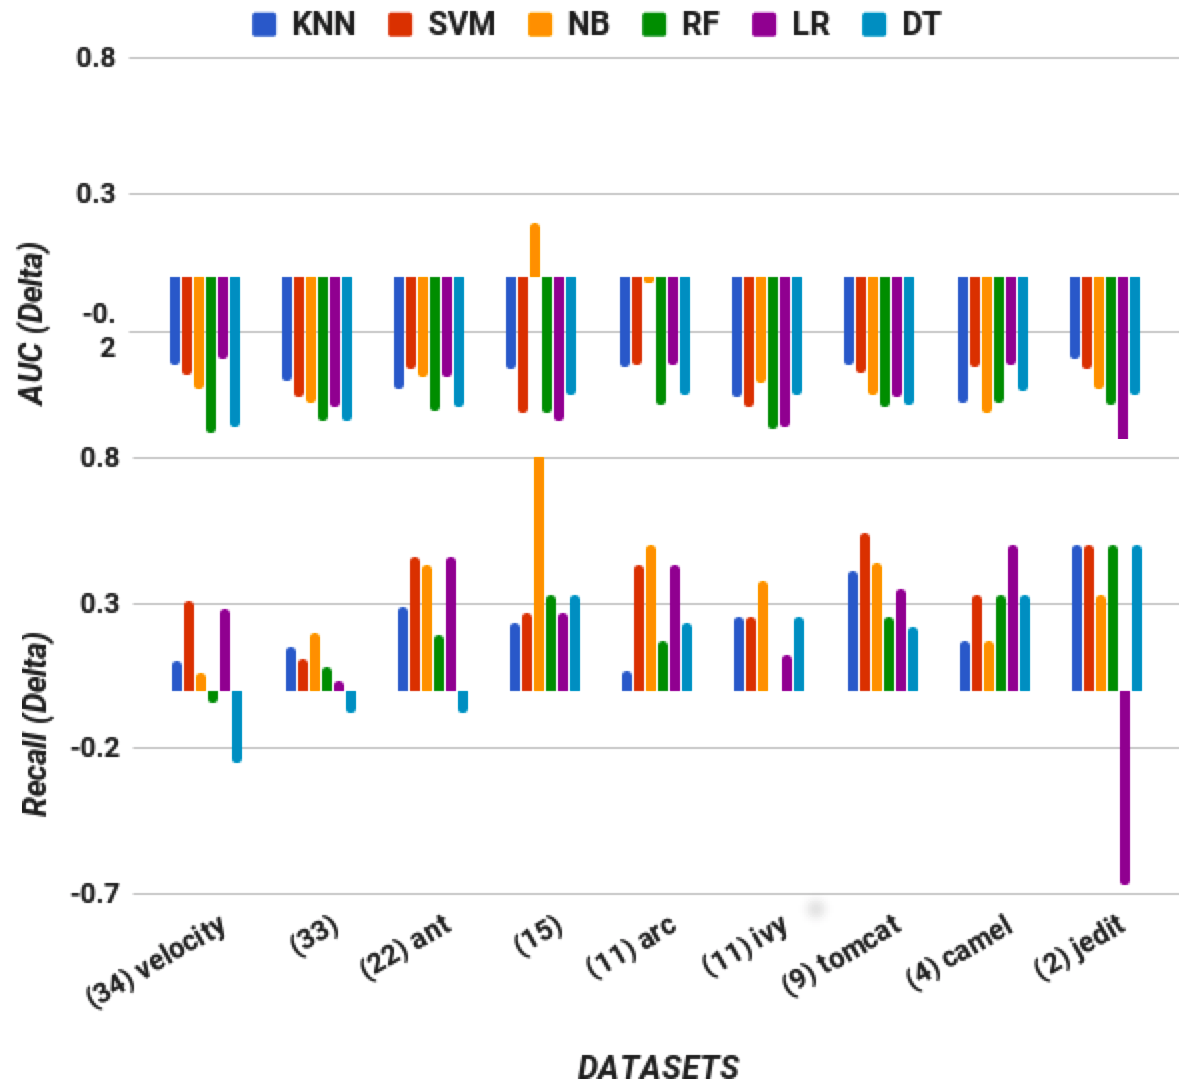 KNN SVM NB RF LR DT
0.8
0.3
-0.
2
AUC (Delta)
0.8
0.3
-0.2
-0.7
Recall (Delta)
(34) velocity
(33)
(22) ant
(15)
(11) arc
(11) ivy
(9) tomcat
(4) camel
(2) jedit
DATASETS